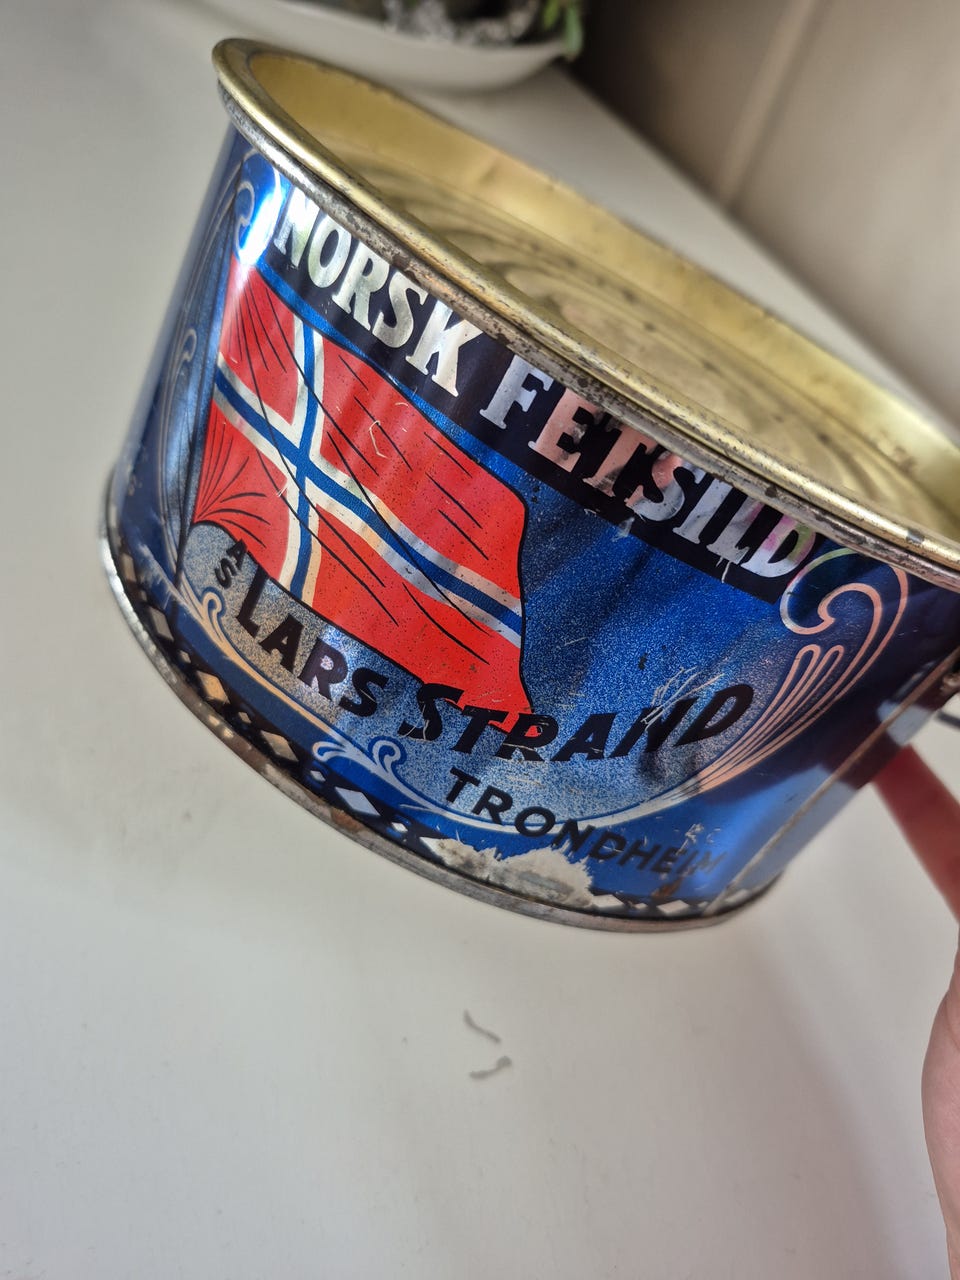 NORSK FETSILD
A/S LARS STRAND
TRONDHEIM